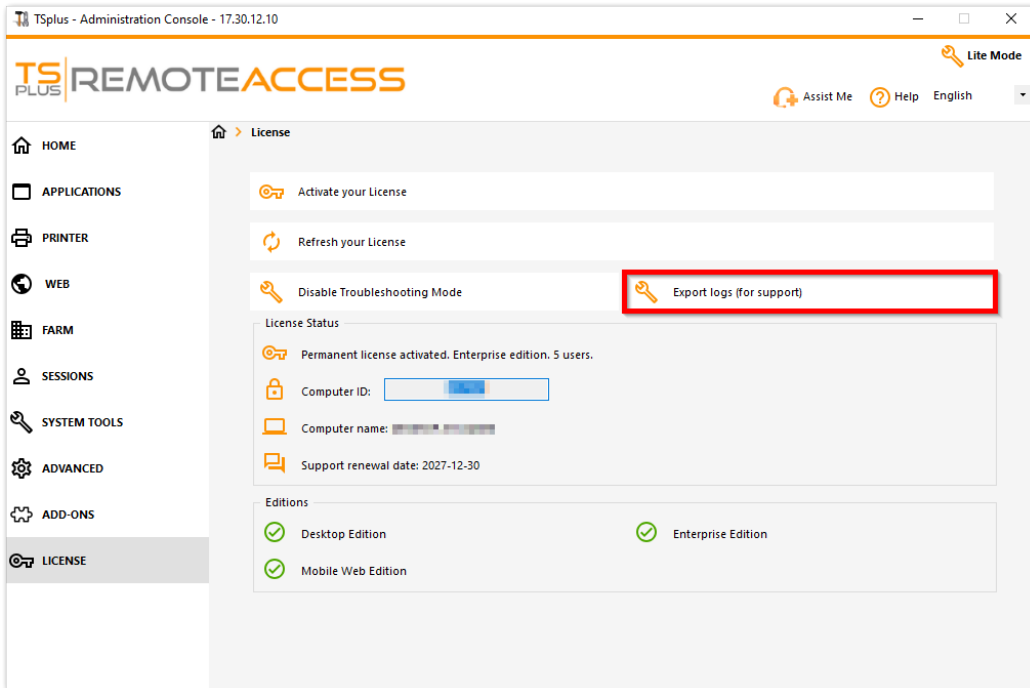 TSplus - Administration Console - 17.30.12.10
Lite Mode
TS PLUS REMOTEACCESS
Assist Me
Help
English
HOME
APPLICATIONS
PRINTER
WEB
FARM
SESSIONS
SYSTEM TOOLS
ADVANCED
ADD-ONS
LICENSE
License
Activate your License
Refresh your License
Disable Troubleshooting Mode
Export logs (for support)
License Status
Permanent license activated. Enterprise edition. 5 users.
Computer ID:
Computer name:
Support renewal date: 2027-12-30
Editions
Desktop Edition
Enterprise Edition
Mobile Web Edition